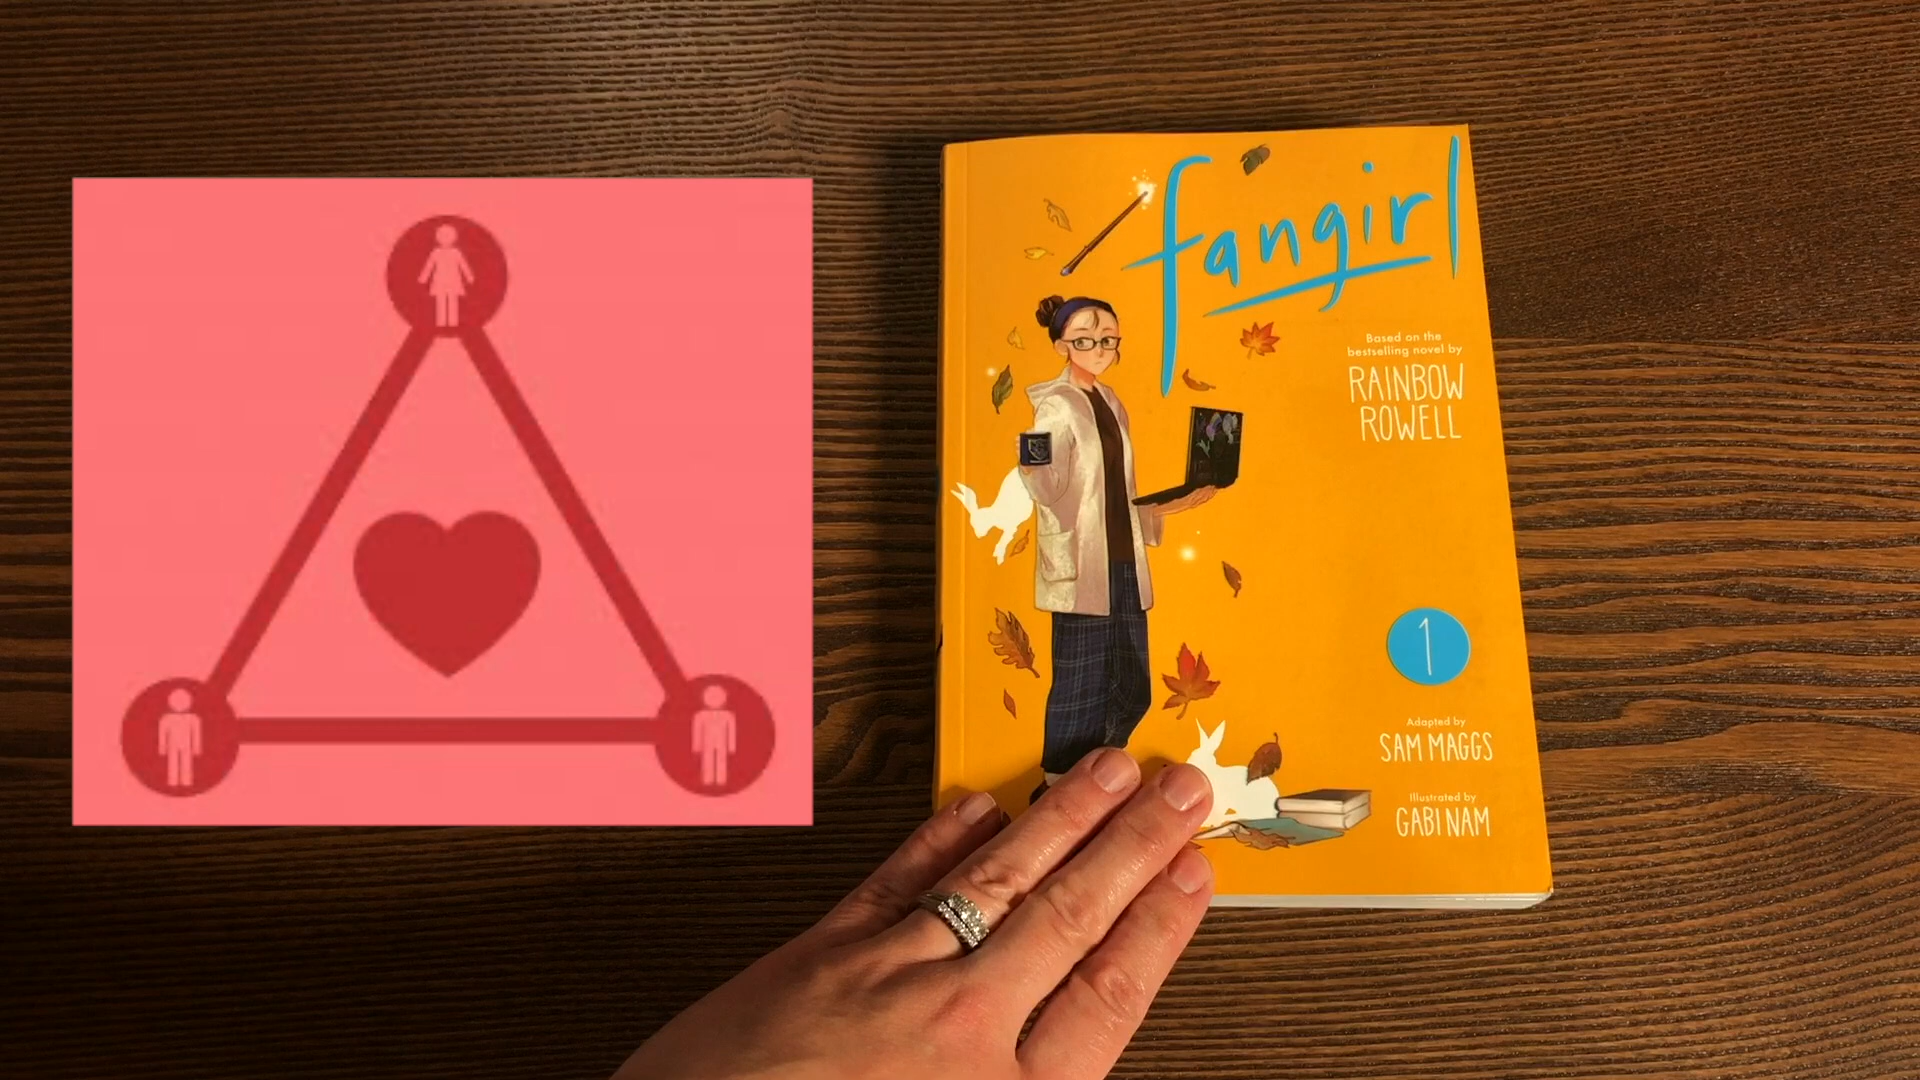 fangirl
Based on the
bestselling novel by
RAINBOW
ROWELL
1
Adapted by
SAM MAGGS
Illustrated by
GABI NAM